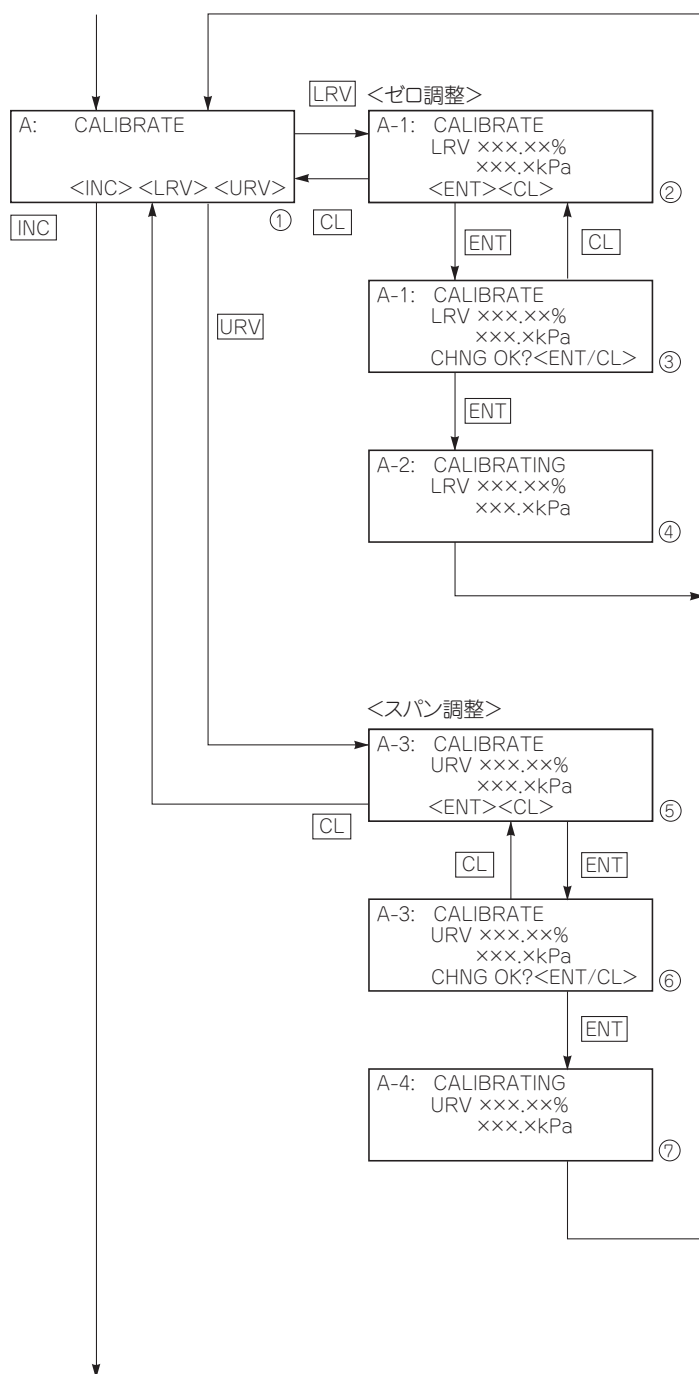 LRV <ゼロ調整>
A: CALIBRATE
<INC> <LRV> <URV>
①
INC
CL
A-1: CALIBRATE
LRV ×××.××%
×××.×kPa
<ENT><CL>
②
ENT
CL
URV
A-1: CALIBRATE
LRV ×××.××%
×××.×kPa
CHNG OK?<ENT/CL>
③
ENT
A-2: CALIBRATING
LRV ×××.××%
×××.×kPa
④
<スパン調整>
A-3: CALIBRATE
URV ×××.××%
×××.×kPa
<ENT><CL>
⑤
CL
CL
ENT
A-3: CALIBRATE
URV ×××.××%
×××.×kPa
CHNG OK?<ENT/CL>
⑥
ENT
A-4: CALIBRATING
URV ×××.××%
×××.×kPa
⑦